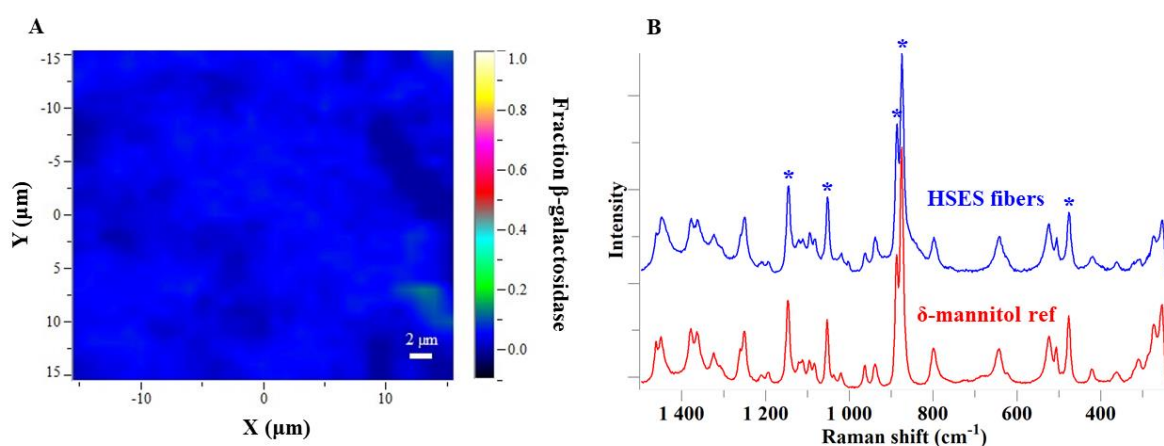 A
-15
-10
-5
0
5
10
15
Y (μm)
-10
0
10
X (μm)
2 μm
1.0
0.8
0.6
0.4
0.2
0.0
Fraction β-galactosidase
B
*
*
*
*
*
HSES fibers
δ-mannitol ref
Intensity
1 400
1 200
1 000
800
600
400
Raman shift (cm⁻¹)